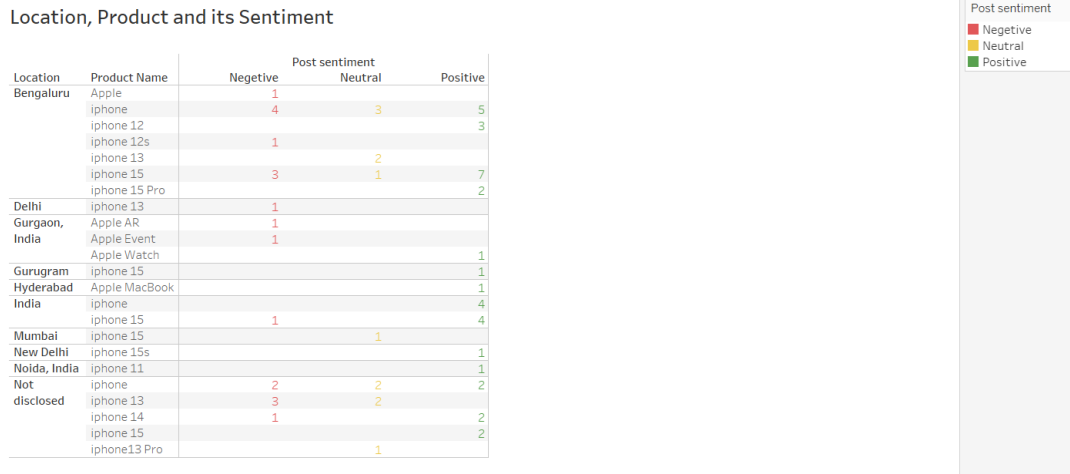 Location, Product and its Sentiment
Post sentiment
Negetive
Neutral
Positive
Post sentiment
Location Product Name Negetive Neutral Positive
Bengaluru Apple 1
iphone 4 3 5
iphone 12 3
iphone 12s 1
iphone 13 2
iphone 15 3 1 7
iphone 15 Pro 2
Delhi iphone 13 1
Gurgaon, Apple AR 1
India Apple Event 1
Apple Watch 1
Gurugram iphone 15 1
Hyderabad Apple MacBook 1
India iphone 4
iphone 15 1 4
Mumbai iphone 15 1
New Delhi iphone 15s 1
Noida, India iphone 11 1
Not iphone 2 2 2
disclosed iphone 13 3 2
iphone 14 1 2
iphone 15 2
iphone13 Pro 1